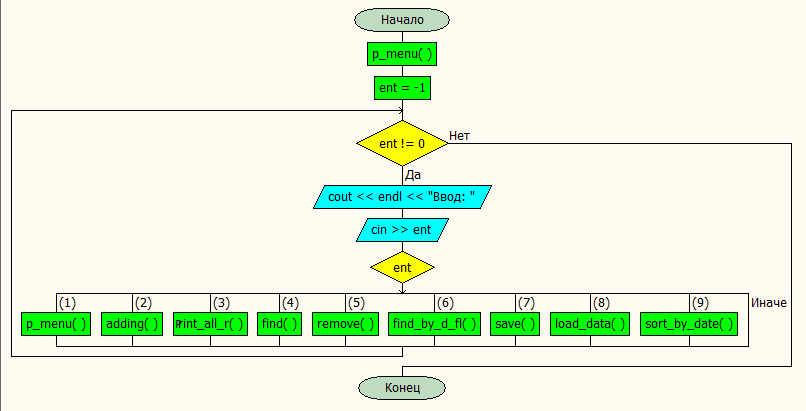 Начало
p_menu( )
ent = -1
ent != 0
Нет
Да
cout << endl << "Ввод: "
cin >> ent
ent
(1) (2) (3) (4) (5) (6) (7) (8) (9) Иначе
p_menu( ) adding( ) Print_all_r( ) find( ) remove( ) find_by_d_fl( ) save( ) load_data( ) sort_by_date( )
Конец